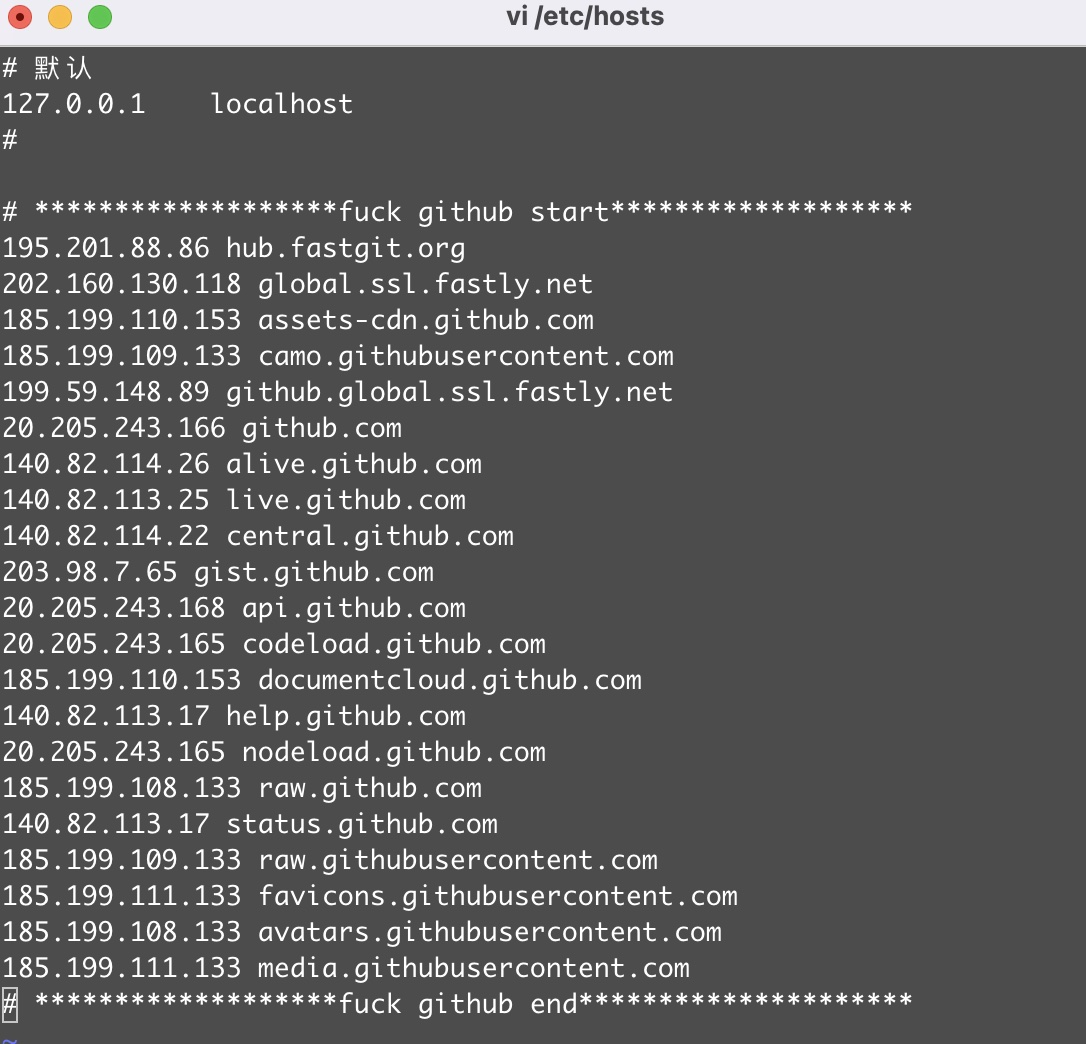 vi /etc/hosts
# 默认
127.0.0.1    localhost
#
# *******************fuck github start*******************
195.201.88.86 hub.fastgit.org
202.160.130.118 global.ssl.fastly.net
185.199.110.153 assets-cdn.github.com
185.199.109.133 camo.githubusercontent.com
199.59.148.89 github.global.ssl.fastly.net
20.205.243.166 github.com
140.82.114.26 alive.github.com
140.82.113.25 live.github.com
140.82.114.22 central.github.com
203.98.7.65 gist.github.com
20.205.243.168 api.github.com
20.205.243.165 codeload.github.com
185.199.110.153 documentcloud.github.com
140.82.113.17 help.github.com
20.205.243.165 nodeload.github.com
185.199.108.133 raw.github.com
140.82.113.17 status.github.com
185.199.109.133 raw.githubusercontent.com
185.199.111.133 favicons.githubusercontent.com
185.199.108.133 avatars.githubusercontent.com
185.199.111.133 media.githubusercontent.com
# *******************fuck github end*********************
~